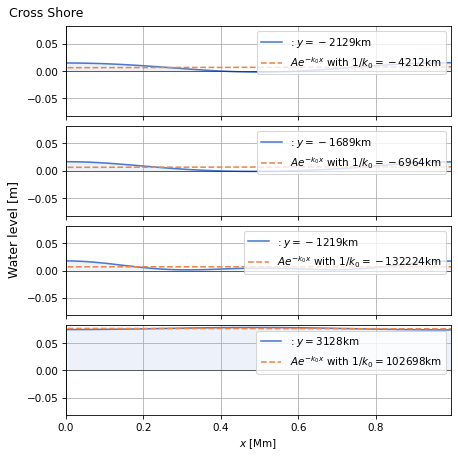 Cross Shore
Water level [m]
0.05
0.00
−0.05
: y = −2129km
Ae^{−k₀x} with 1/k₀ = −4212km
0.05
0.00
−0.05
: y = −1689km
Ae^{−k₀x} with 1/k₀ = −6964km
0.05
0.00
−0.05
: y = −1219km
Ae^{−k₀x} with 1/k₀ = −132224km
0.05
0.00
−0.05
: y = 3128km
Ae^{−k₀x} with 1/k₀ = 102698km
0.0 0.2 0.4 0.6 0.8
x [Mm]